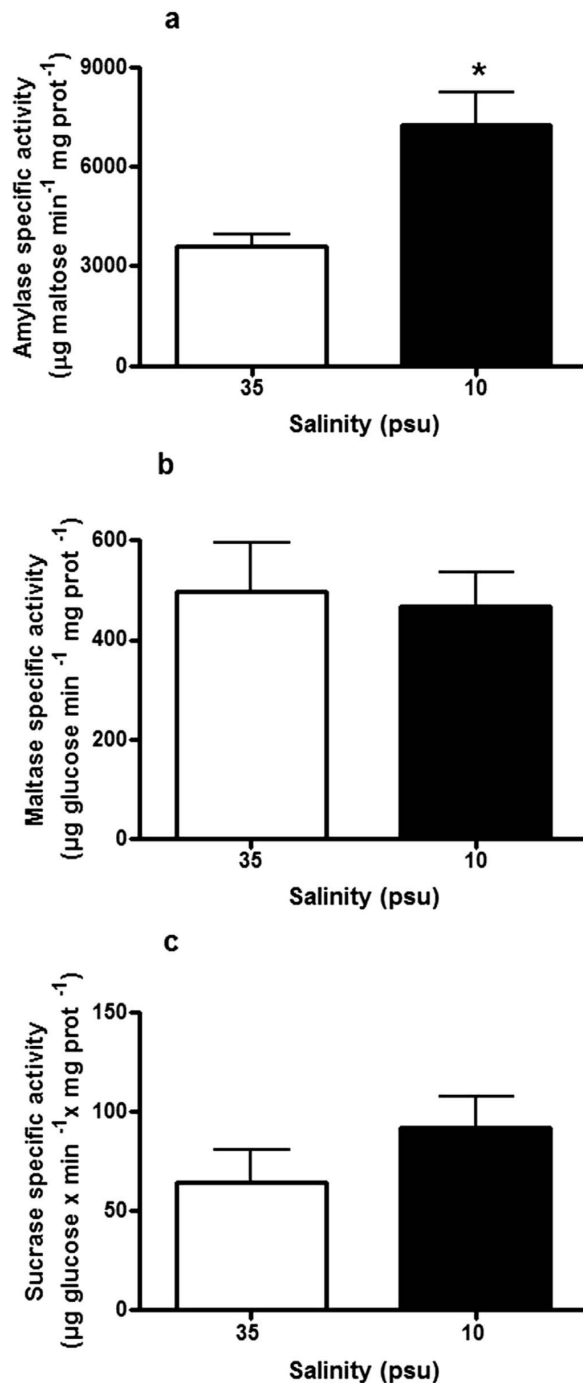 a
Amylase specific activity
(µg maltose min⁻¹ mg prot⁻¹)
9000
6000
3000
0
*
35
10
Salinity (psu)
b
Maltase specific activity
(µg glucose min ⁻¹ mg prot ⁻¹)
600
400
200
0
35
10
Salinity (psu)
c
Sucrase specific activity
(µg glucose x min ⁻¹x mg prot ⁻¹)
150
100
50
0
35
10
Salinity (psu)